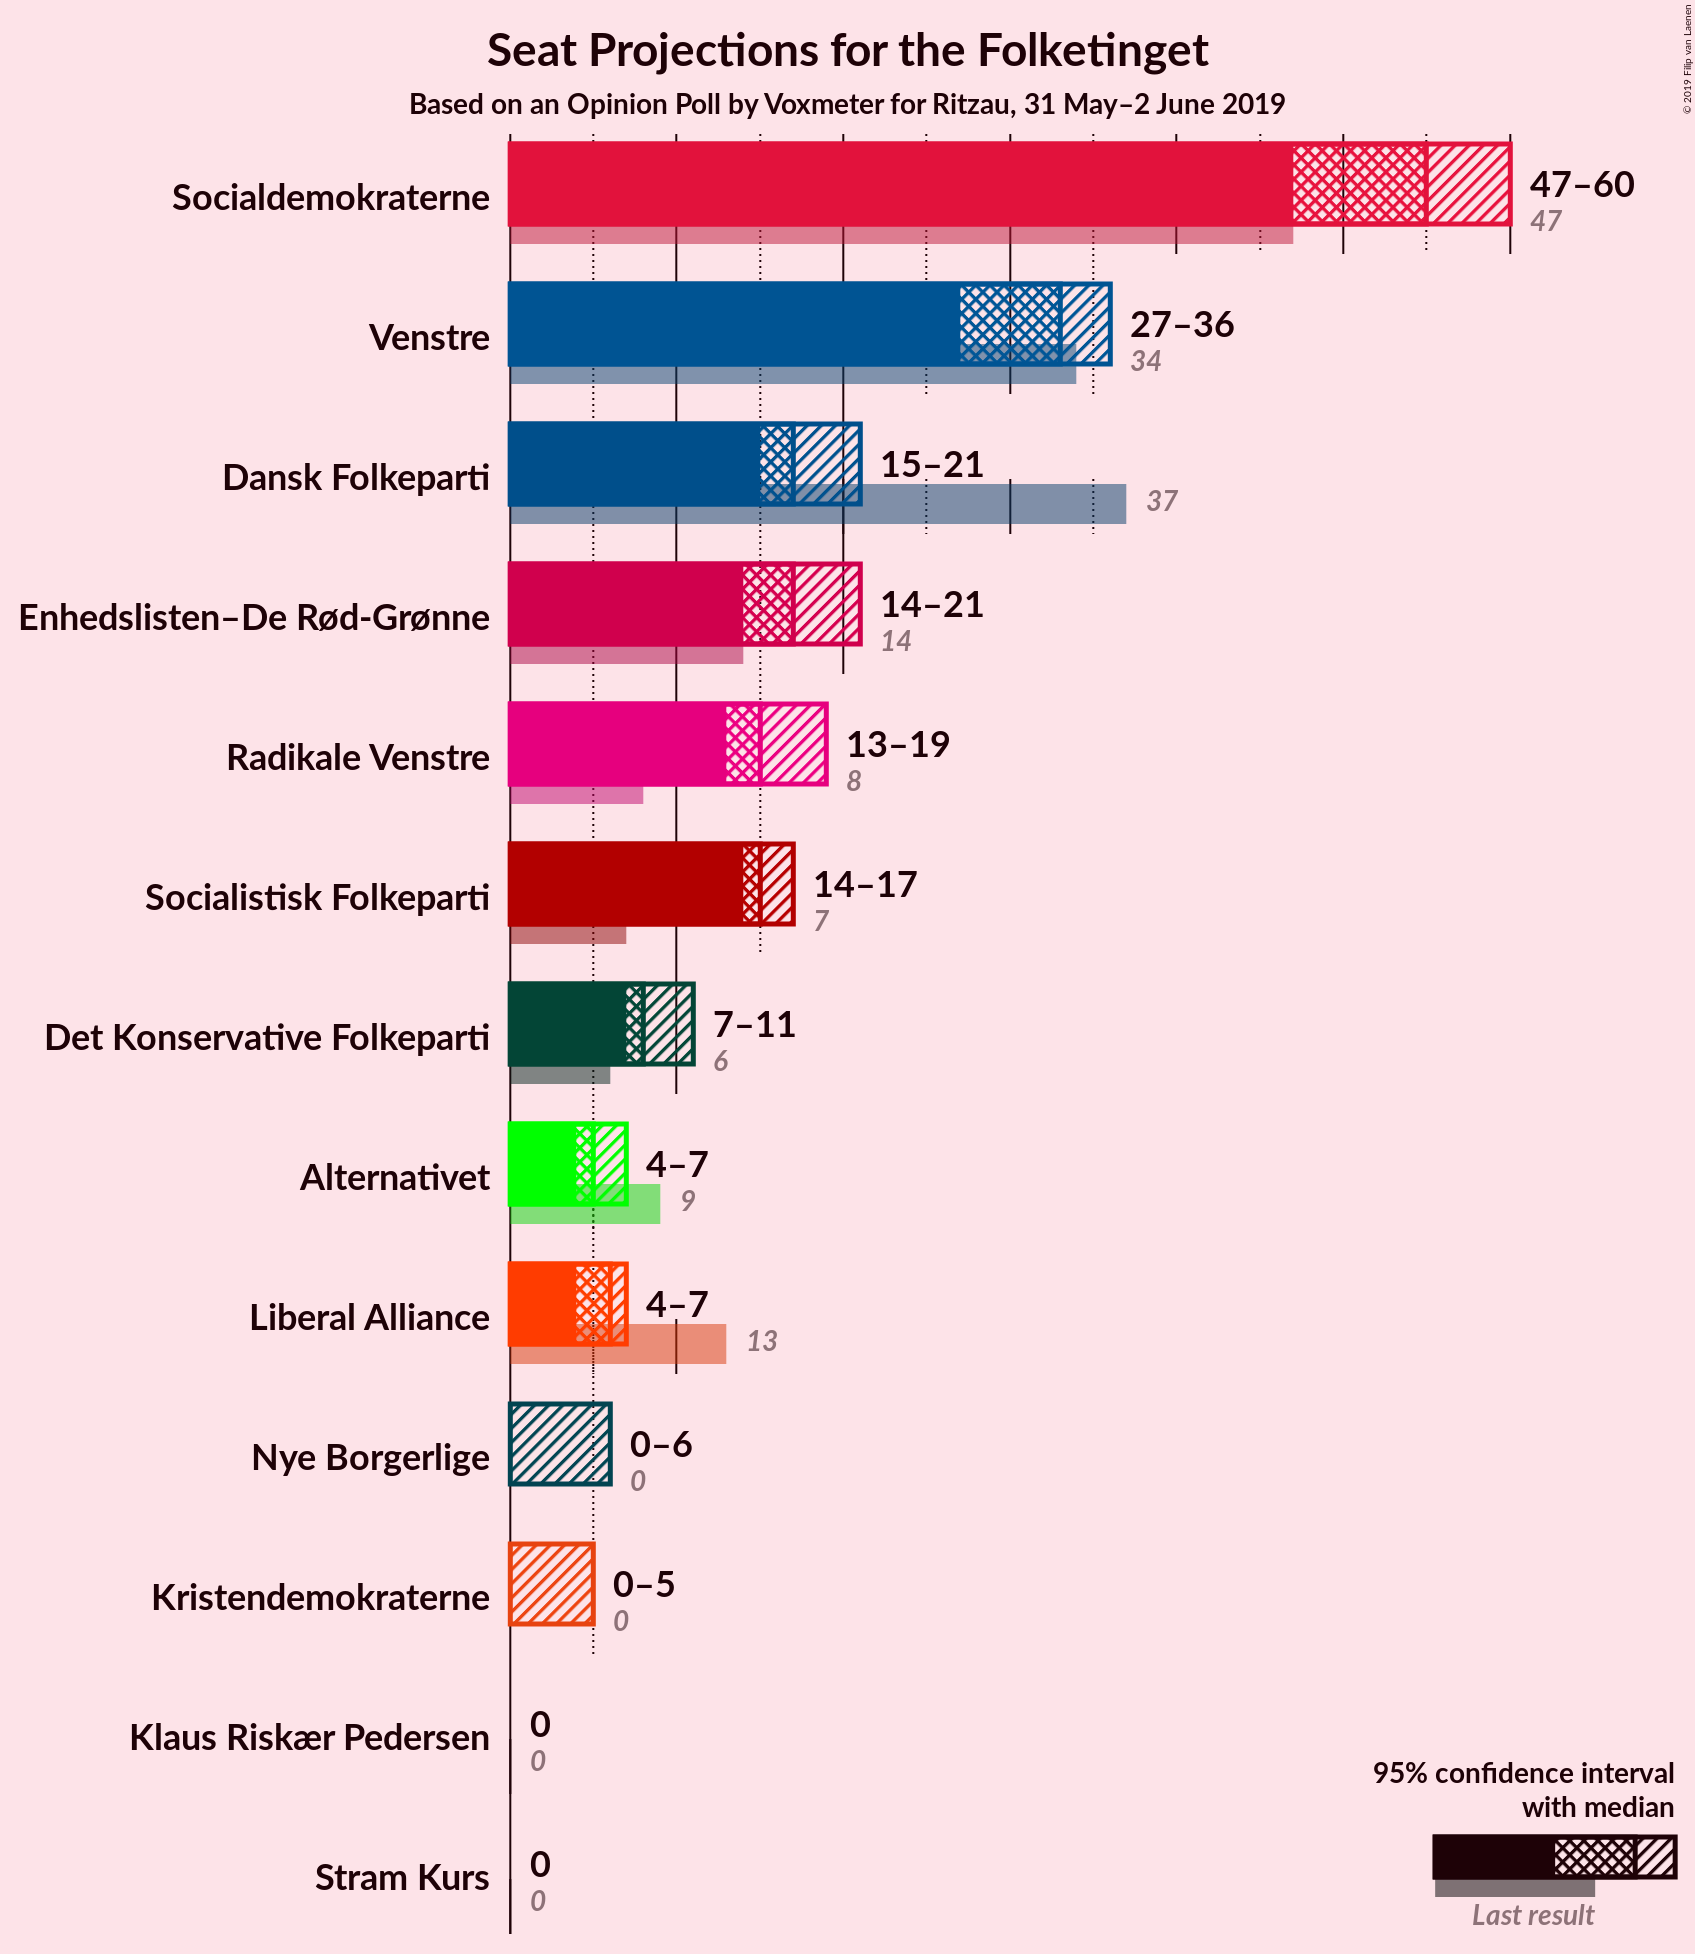 Seat Projections for the Folketinget
Based on an Opinion Poll by Voxmeter for Ritzau, 31 May–2 June 2019
© 2019 Filip van Laenen
Socialdemokraterne
47–60
47
Venstre
27–36
34
Dansk Folkeparti
15–21
37
Enhedslisten–De Rød-Grønne
14–21
14
Radikale Venstre
13–19
8
Socialistisk Folkeparti
14–17
7
Det Konservative Folkeparti
7–11
6
Alternativet
4–7
9
Liberal Alliance
4–7
13
Nye Borgerlige
0–6
0
Kristendemokraterne
0–5
0
Klaus Riskær Pedersen
0
0
Stram Kurs
0
0
95% confidence interval
with median
Last result